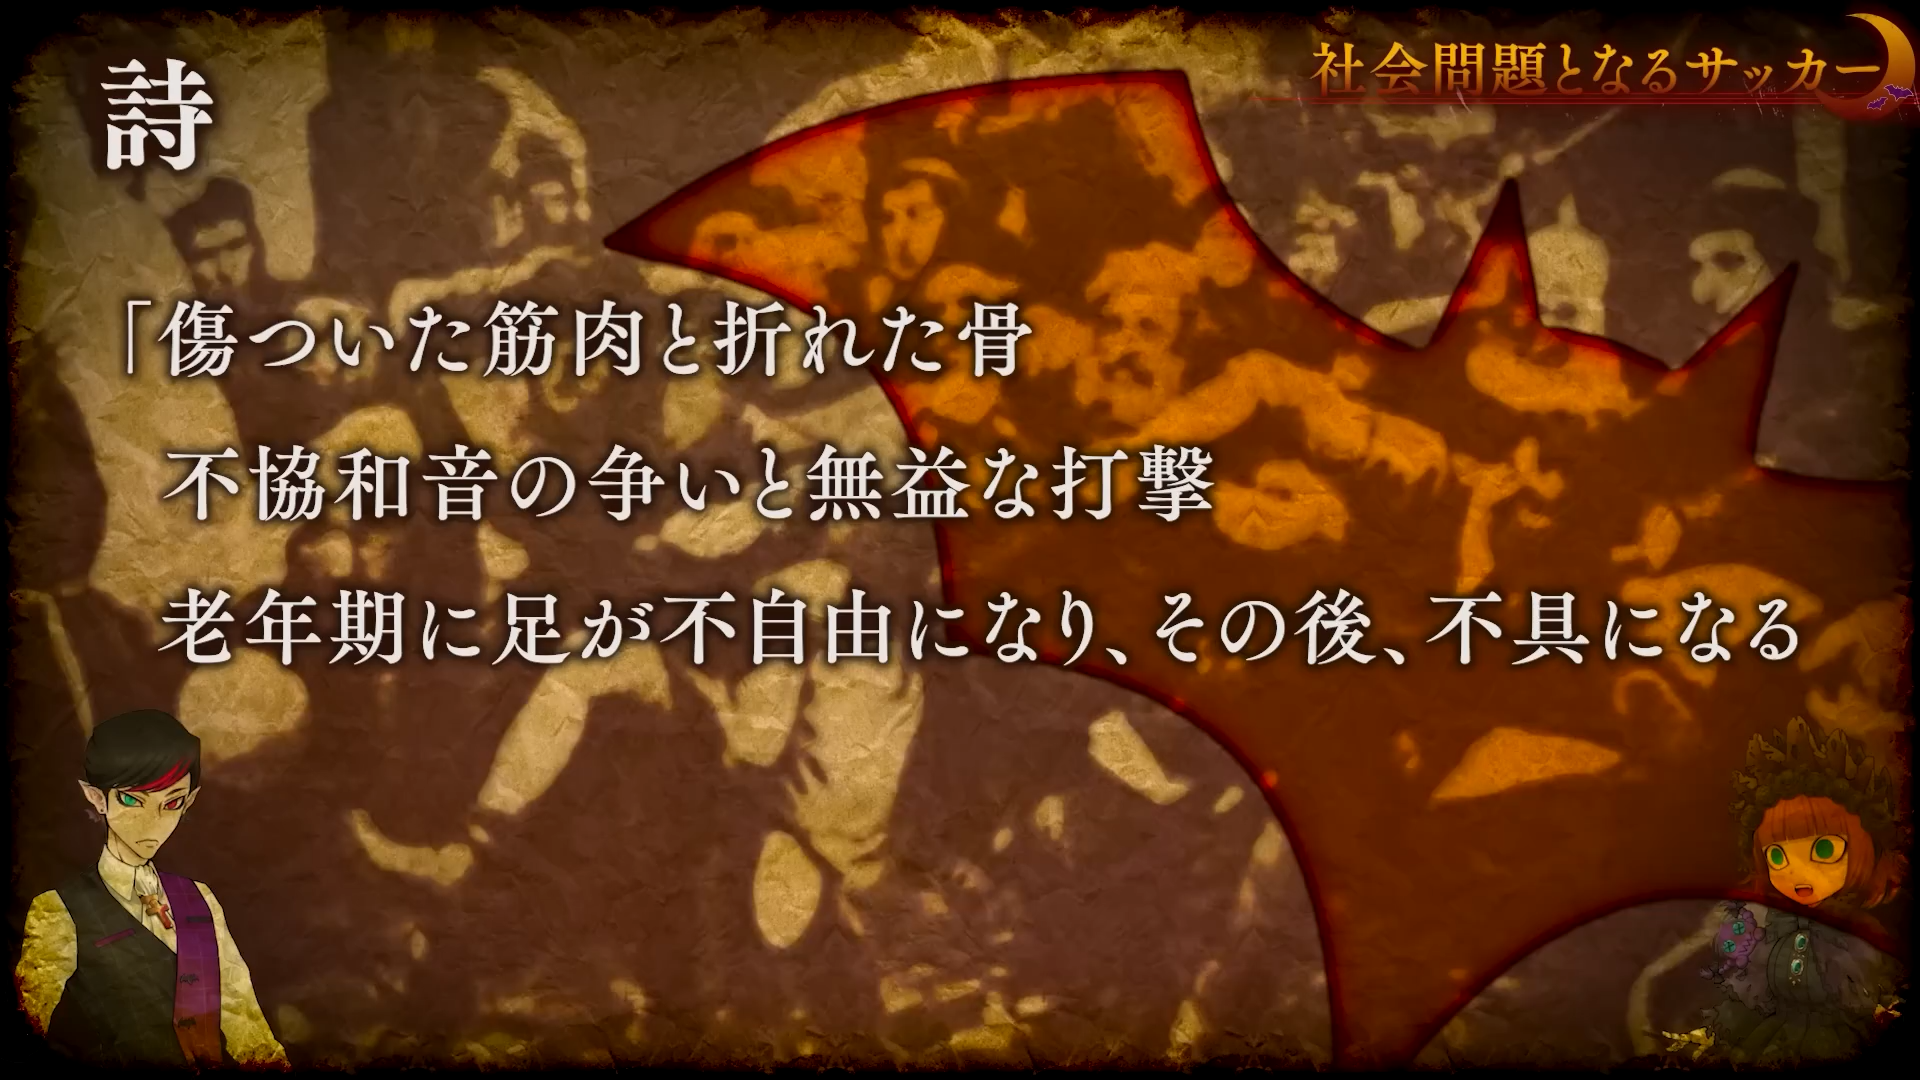 社会問題となるサッカー
詩
「傷ついた筋肉と折れた骨
不協和音の争いと無益な打撃
老年期に足が不自由になり、その後、不具になる